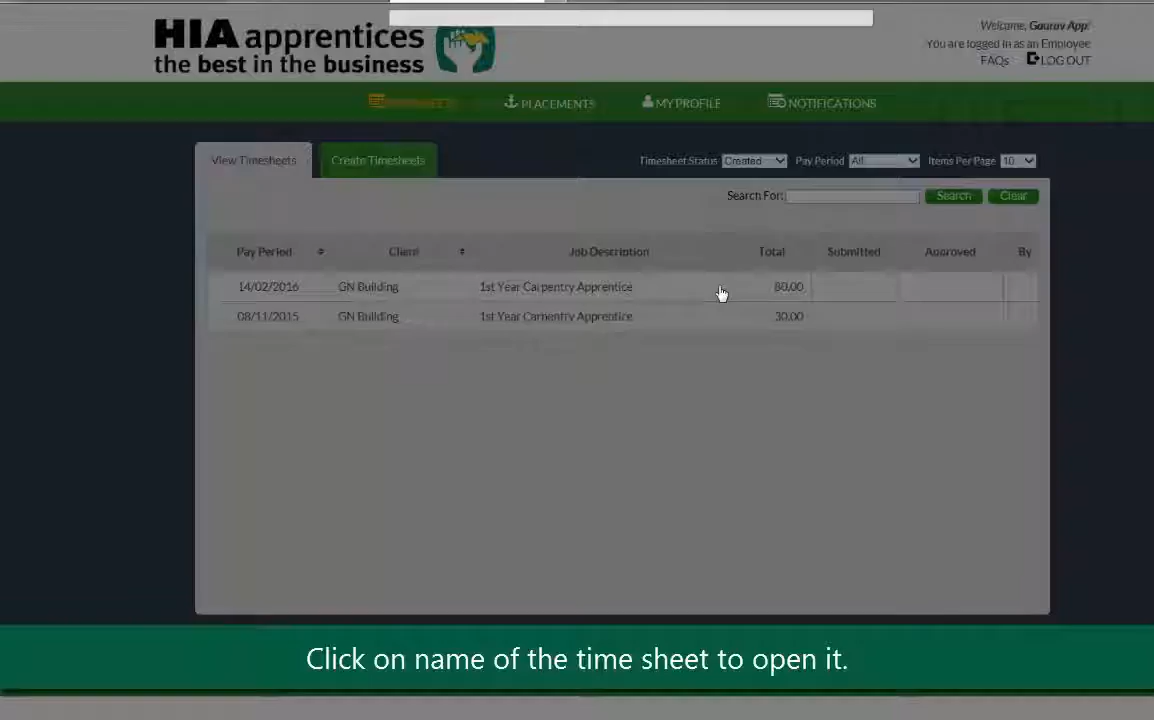 HIA apprentices
the best in the business
Welcome, Gaurav App!
You are logged in as an Employee
FAQs LOG OUT
TIMESHEETS PLACEMENTS MY PROFILE NOTIFICATIONS
View Timesheets Create Timesheets Timesheet Status Created Pay Period All Items Per Page 10
Search For: Search Clear
Pay Period Client Job Description Total Submitted Approved By
14/02/2016 GN Building 1st Year Carpentry Apprentice 80.00
08/11/2015 GN Building 1st Year Carpentry Apprentice 30.00
Click on name of the time sheet to open it.